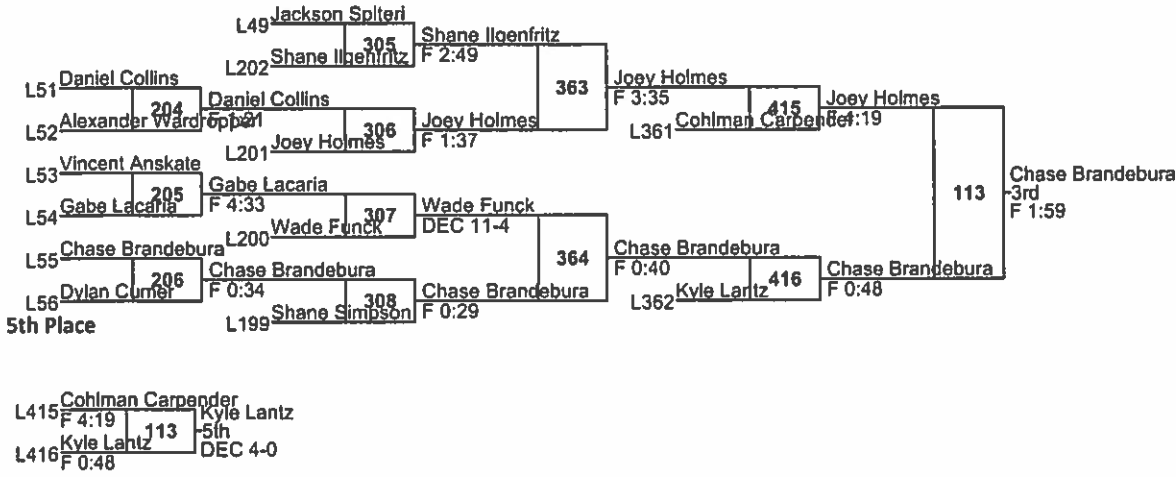 Jackson Spiteri
L49
305
Shane Ilgenfritz
F 2:49
Shane Ilgenfritz
L202
363
Joey Holmes
F 3:35
Daniel Collins
L51
204
Daniel Collins
Alexander Wardropper
L52
306
Joey Holmes
F 1:37
Joey Holmes
L201
415
Joey Holmes
F 4:19
Cohlman Carpender
L361
Vincent Anskate
L53
205
Gabe Lacaria
F 4:33
Gabe Lacaria
L54
307
Wade Funck
DEC 11-4
Wade Funck
L200
113
Chase Brandebura
3rd
F 1:59
Chase Brandebura
L55
206
Chase Brandebura
F 0:34
Dylan Cumer
L56
308
Chase Brandebura
F 0:29
Shane Simpson
L199
364
Chase Brandebura
F 0:40
416
Chase Brandebura
F 0:48
Kyle Lantz
L362
5th Place
Cohlman Carpender
L415
F 4:19
113
Kyle Lantz
5th
DEC 4-0
Kyle Lantz
L416
F 0:48